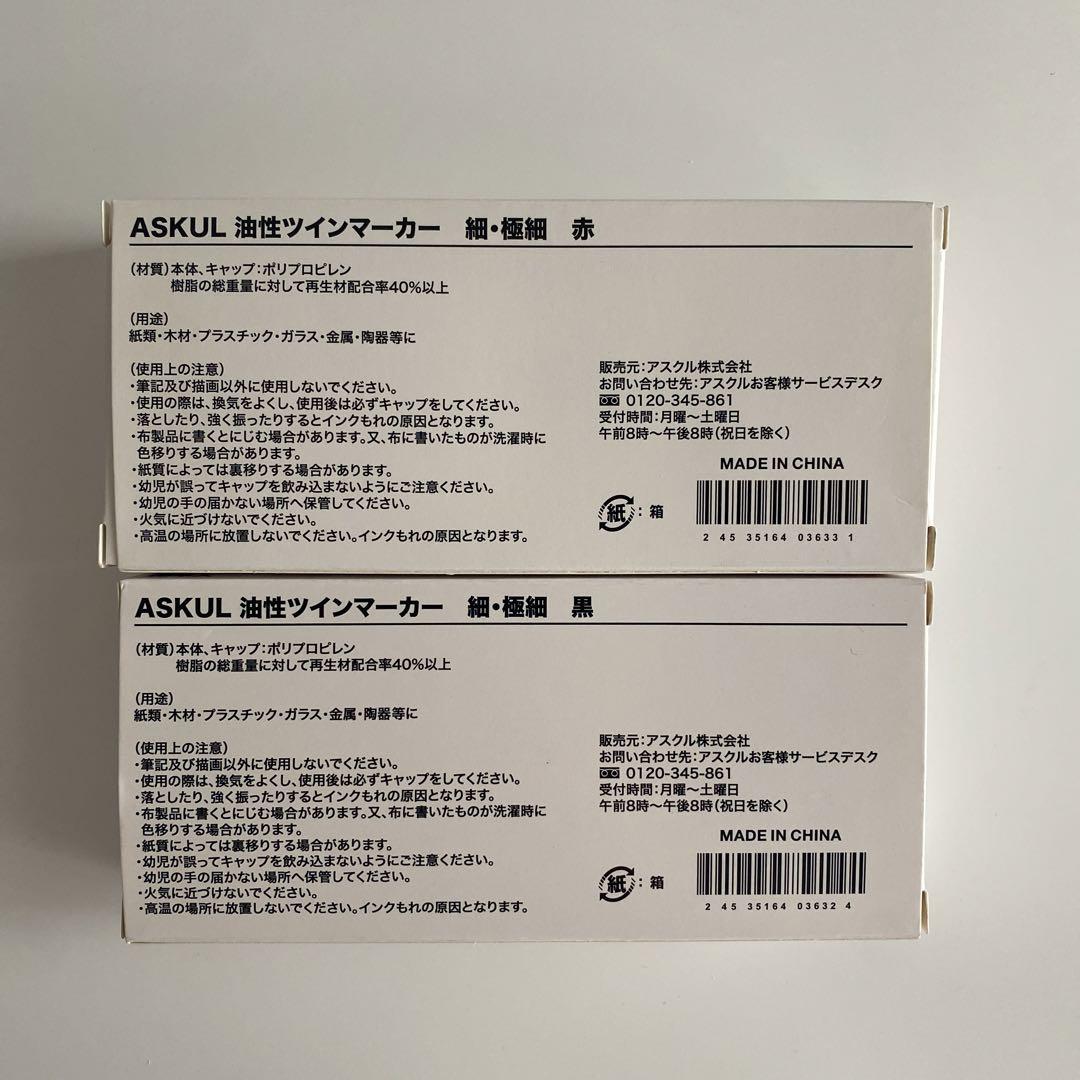 ASKUL 油性ツインマーカー 細・極細 赤
(材質)本体、キャップ:ポリプロピレン
樹脂の総重量に対して再生材配合率40%以上
(用途)
紙類・木材・プラスチック・ガラス・金属・陶器等に
(使用上の注意)
・筆記及び描画以外に使用しないでください。
・使用の際は、換気をよくし、使用後は必ずキャップをしてください。
・落としたり、強く振ったりするとインクもれの原因となります。
・布製品に書くとにじむ場合があります。又、布に書いたものが洗濯時に
色移りする場合があります。
・紙質によっては裏移りする場合があります。
・幼児が誤ってキャップを飲み込まないようにご注意ください。
・幼児の手の届かない場所へ保管してください。
・火気に近づけないでください。
・高温の場所に放置しないでください。インクもれの原因となります。
販売元:アスクル株式会社
お問い合わせ先:アスクルお客様サービスデスク
0120-345-861
受付時間:月曜〜土曜日
午前8時〜午後8時(祝日を除く)
MADE IN CHINA
紙:箱
2 45 35164 03633 1
ASKUL 油性ツインマーカー 細・極細 黒
(材質)本体、キャップ:ポリプロピレン
樹脂の総重量に対して再生材配合率40%以上
(用途)
紙類・木材・プラスチック・ガラス・金属・陶器等に
(使用上の注意)
・筆記及び描画以外に使用しないでください。
・使用の際は、換気をよくし、使用後は必ずキャップをしてください。
・落としたり、強く振ったりするとインクもれの原因となります。
・布製品に書くとにじむ場合があります。又、布に書いたものが洗濯時に
色移りする場合があります。
・紙質によっては裏移りする場合があります。
・幼児が誤ってキャップを飲み込まないようにご注意ください。
・幼児の手の届かない場所へ保管してください。
・火気に近づけないでください。
・高温の場所に放置しないでください。インクもれの原因となります。
販売元:アスクル株式会社
お問い合わせ先:アスクルお客様サービスデスク
0120-345-861
受付時間:月曜〜土曜日
午前8時〜午後8時(祝日を除く)
MADE IN CHINA
紙:箱
2 45 35164 03632 4